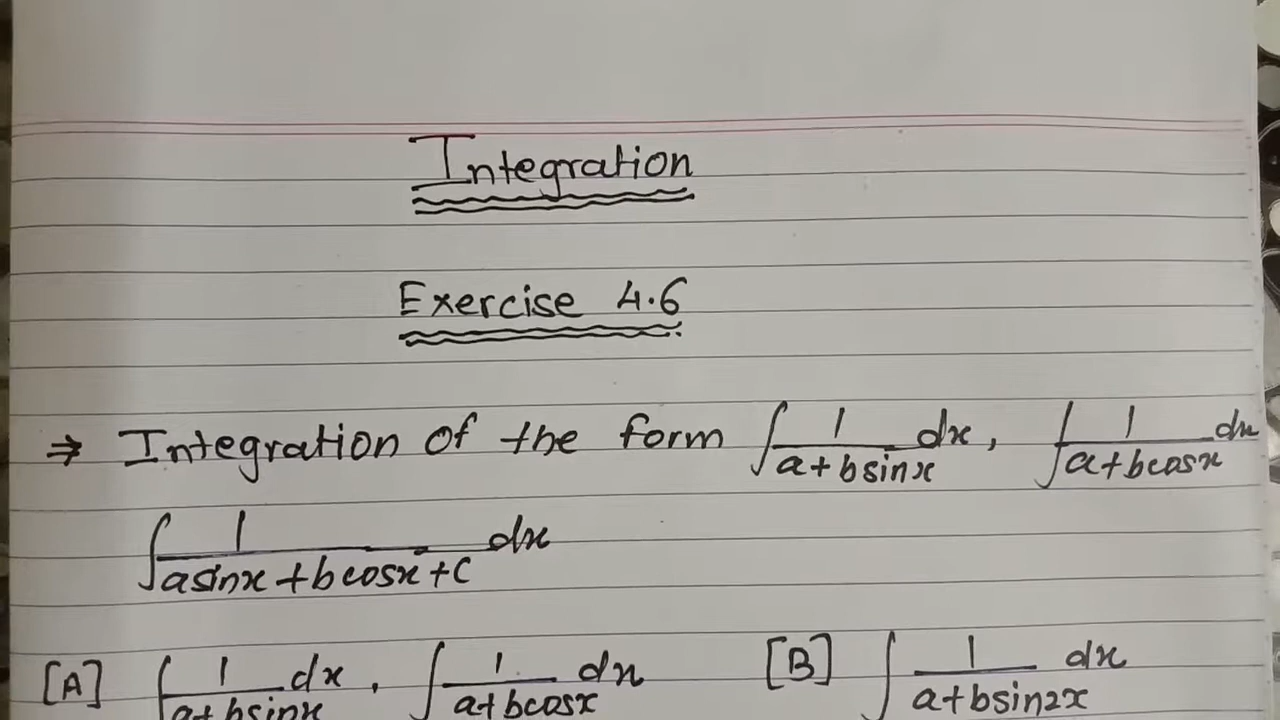 Integration
Exercise 4.6
⇒ Integration of the form ∫ 1/(a+bsinx) dx, ∫ 1/(a+bcosx) dx
∫ 1/(asinx+bcosx+c) dx
[A] ∫ 1/(a+bsinx) dx, ∫ 1/(a+bcosx) dx [B] ∫ 1/(a+bsin2x) dx